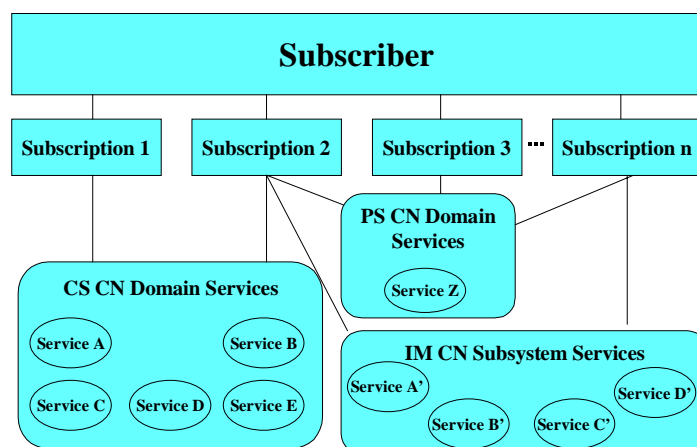 Subscriber
Subscription 1
Subscription 2
Subscription 3
...
Subscription n
PS CN Domain
Services
Service Z
CS CN Domain Services
Service A
Service B
Service C
Service D
Service E
IM CN Subsystem Services
Service A’
Service B’
Service C’
Service D’